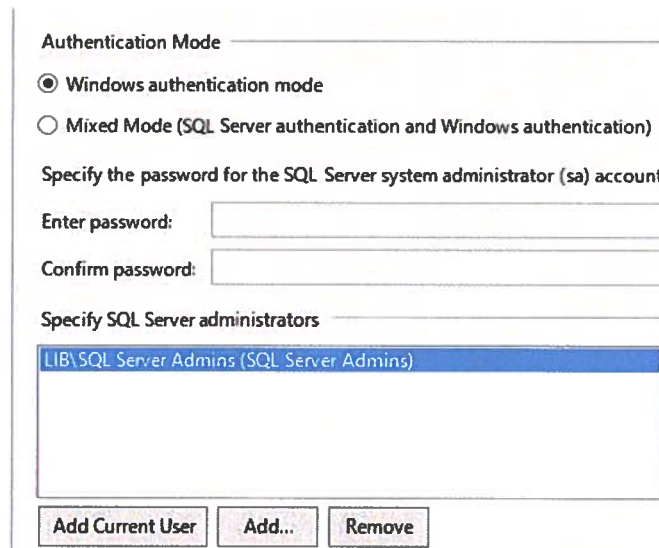 Authentication Mode
Windows authentication mode
Mixed Mode (SQL Server authentication and Windows authentication)
Specify the password for the SQL Server system administrator (sa) account
Enter password:
Confirm password:
Specify SQL Server administrators
LIB\SQL Server Admins (SQL Server Admins)
Add Current User Add... Remove